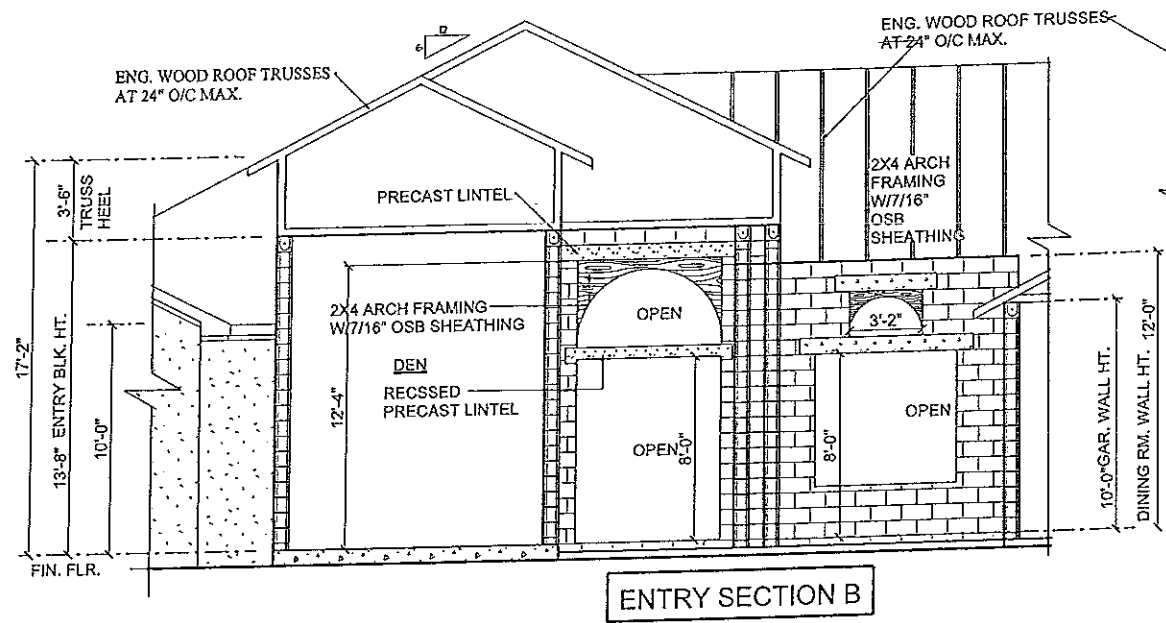 ENG. WOOD ROOF TRUSSES
AT 24" O/C MAX.
12
6
ENG. WOOD ROOF TRUSSES
AT 24" O/C MAX.
2X4 ARCH
FRAMING
W/7/16"
OSB
SHEATHING
PRECAST LINTEL
3'-6"
TRUSS
HEEL
17'-2"
13'-8" ENTRY BLK. HT.
10'-0"
12'-4"
2X4 ARCH FRAMING
W/7/16" OSB SHEATHING
DEN
RECSSED
PRECAST LINTEL
OPEN
OPEN
8'-0"
3'-2"
OPEN
8'-0"
10'-0"GAR. WALL HT.
DINING RM. WALL HT. 12'-0"
FIN. FLR.
ENTRY SECTION B